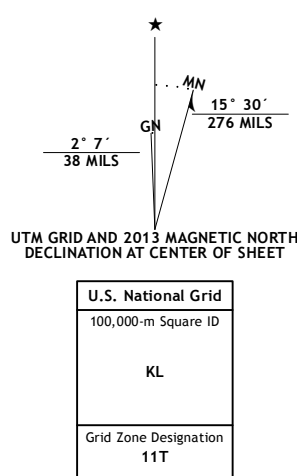 ★
MN
GN
15° 30´
276 MILS
2° 7´
38 MILS
UTM GRID AND 2013 MAGNETIC NORTH
DECLINATION AT CENTER OF SHEET
U.S. National Grid
100,000-m Square ID
KL
Grid Zone Designation
11T